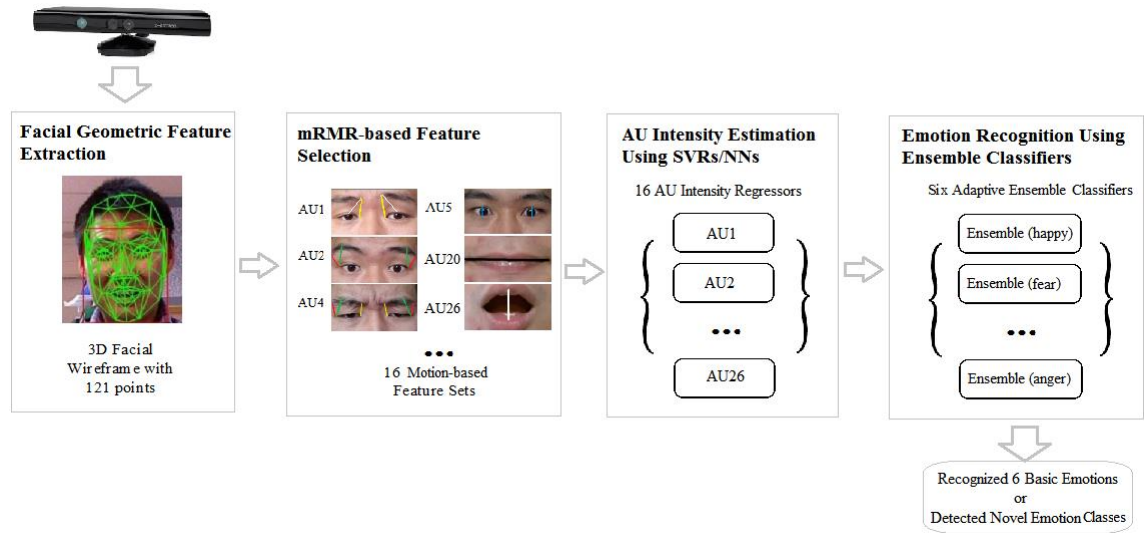 Facial Geometric Feature
Extraction
3D Facial
Wireframe with
121 points
mRMR-based Feature
Selection
AU1
AU5
AU2
AU20
AU4
AU26
•••
16 Motion-based
Feature Sets
AU Intensity Estimation
Using SVRs/NNs
16 AU Intensity Regressors
AU1
AU2
•••
AU26
Emotion Recognition Using
Ensemble Classifiers
Six Adaptive Ensemble Classifiers
Ensemble (happy)
Ensemble (fear)
•••
Ensemble (anger)
Recognized 6 Basic Emotions
or
Detected Novel Emotion Classes